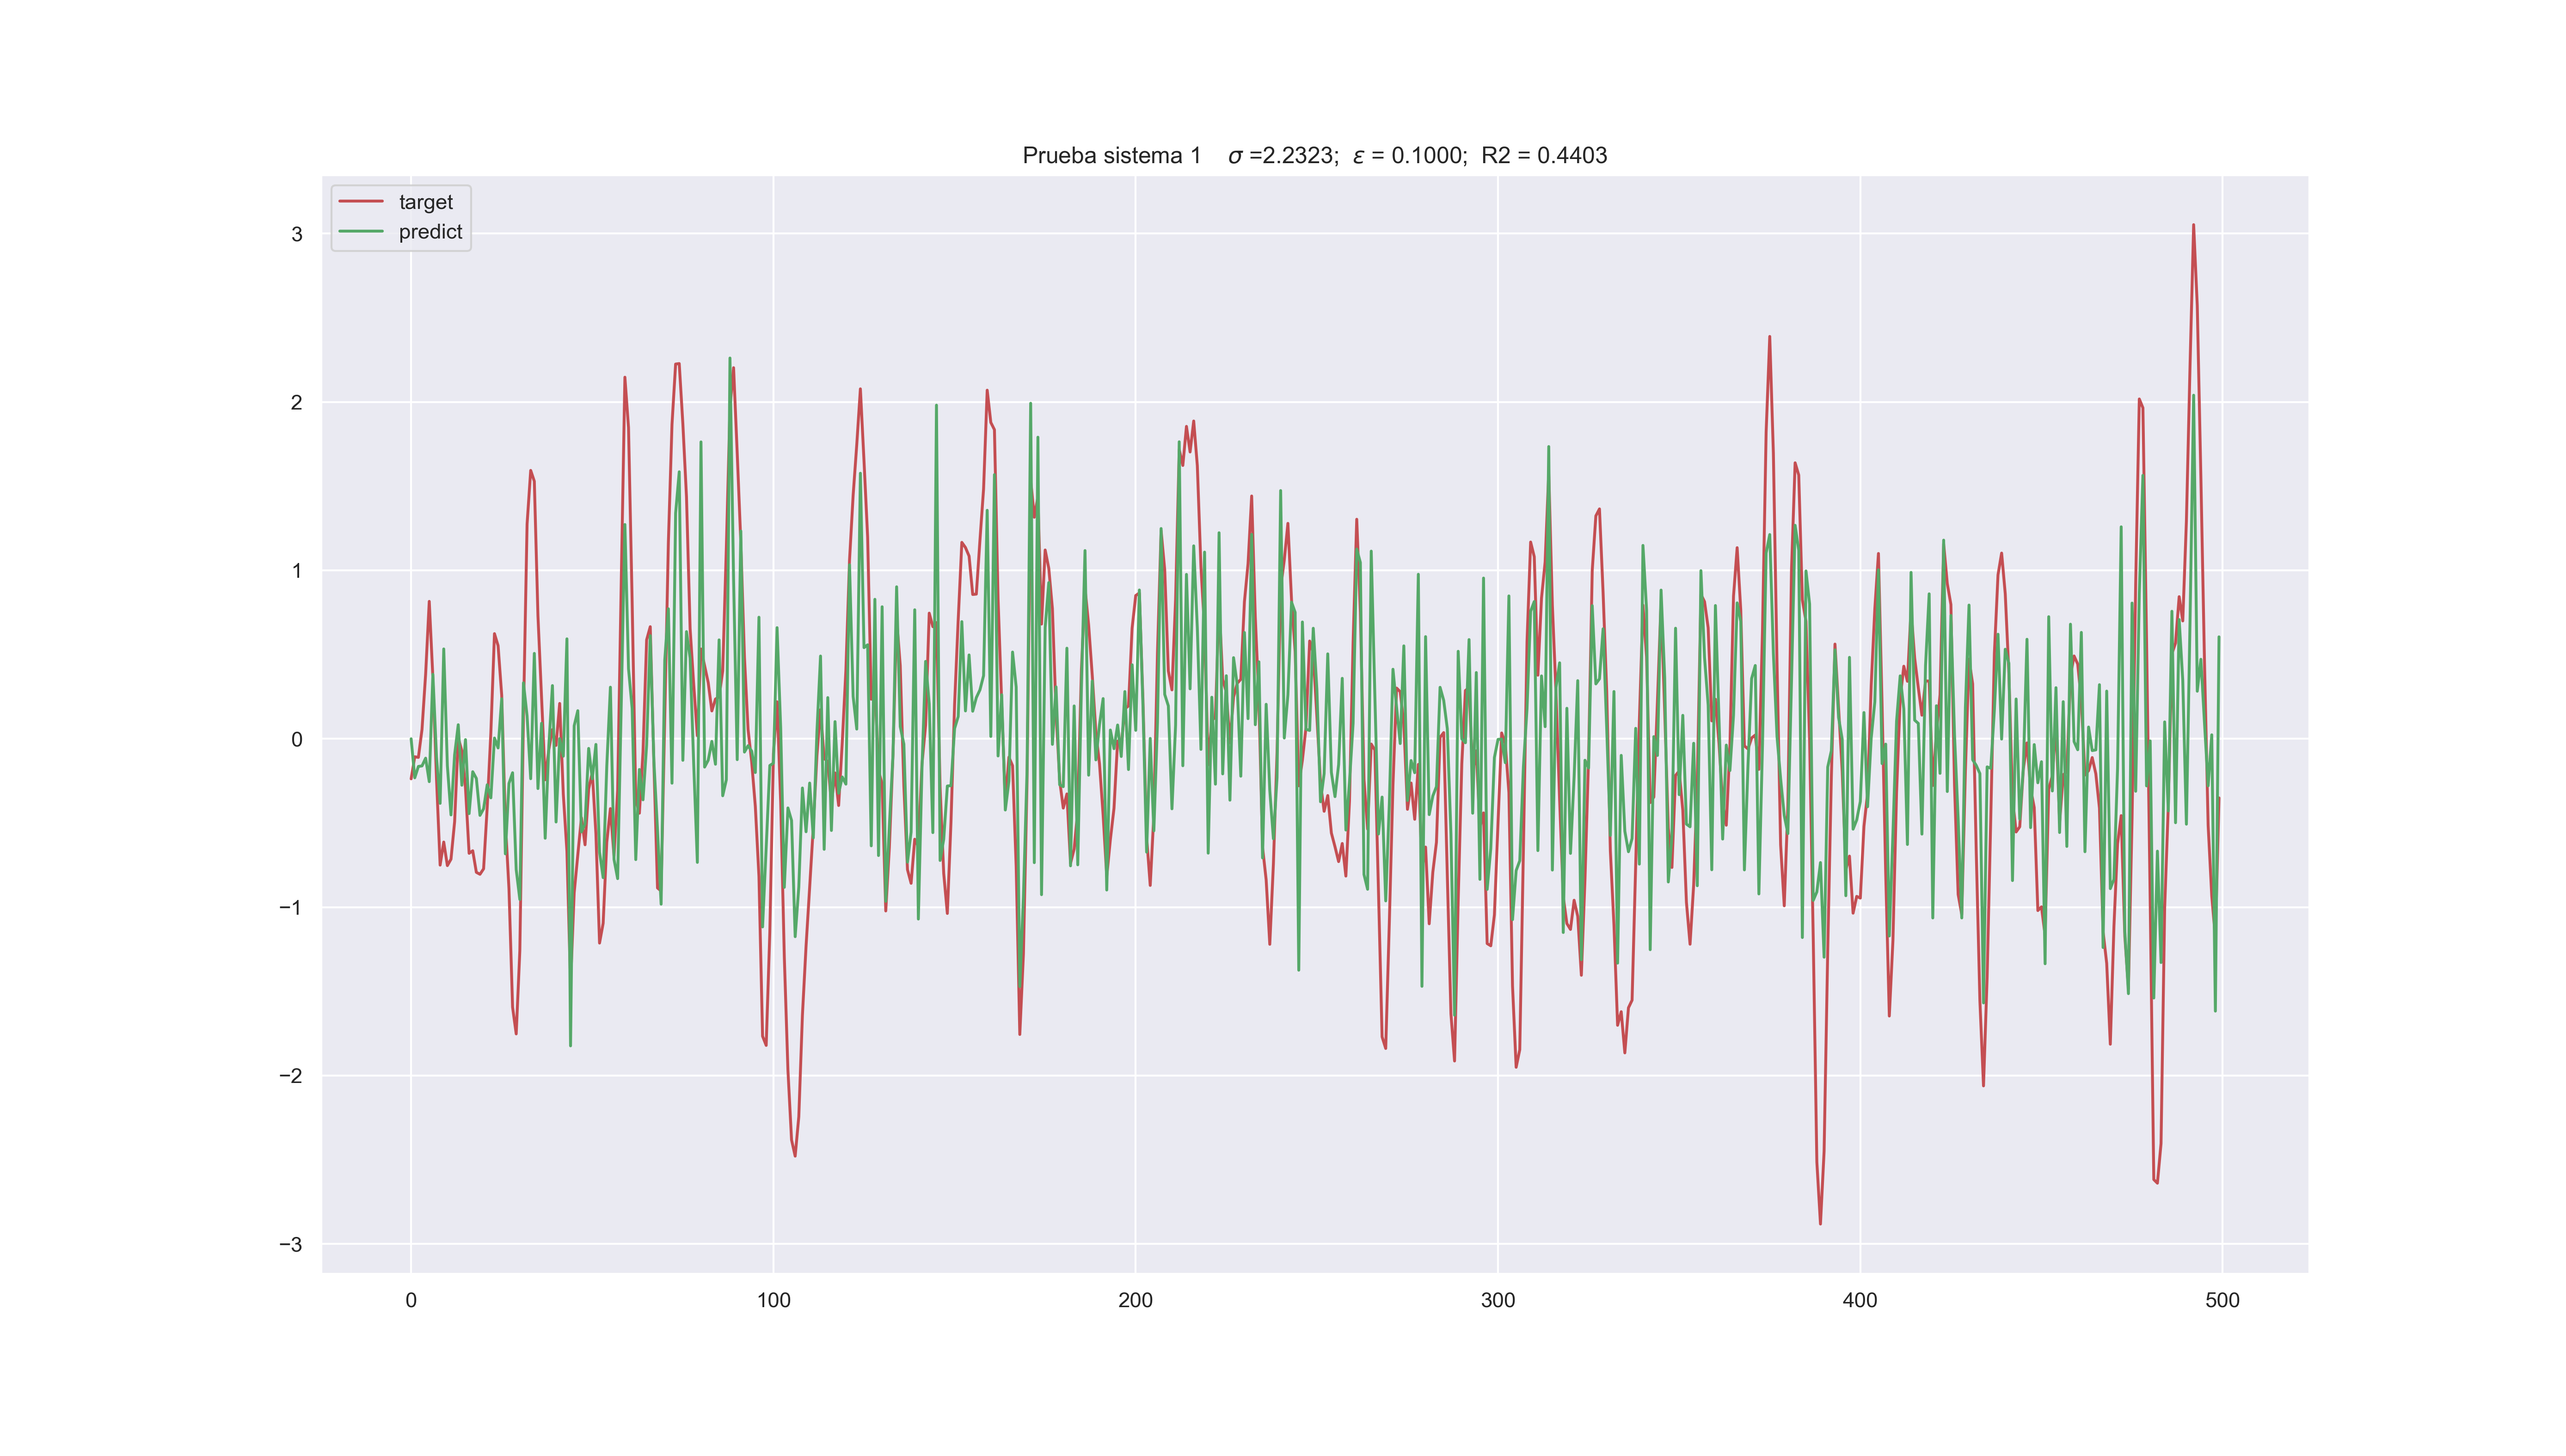 Prueba sistema 1 σ =2.2323; ε = 0.1000; R2 = 0.4403
target
predict
3
2
1
0
−1
−2
−3
0 100 200 300 400 500